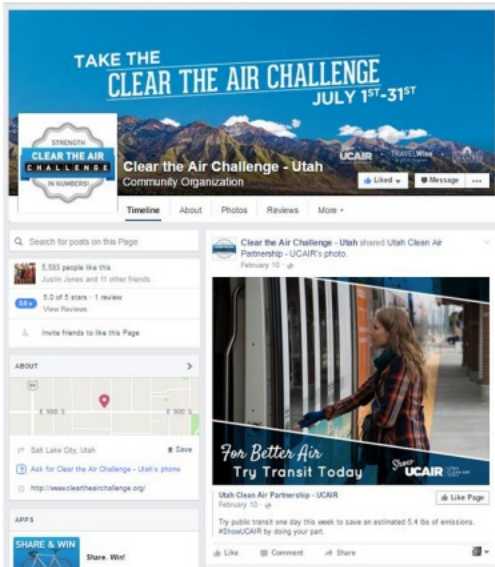 TAKE THE
CLEAR THE AIR CHALLENGE
JULY 1ST-31ST
STRENGTH
CLEAR THE AIR
CHALLENGE
IN NUMBERS!
UCAIR
TRAVELWise
Clear the Air Challenge - Utah
Community Organization
Liked
Message
Timeline About Photos Reviews More
Search for posts on this Page
5,583 people like this
Justin Jones and 11 other friends
5.0 of 5 stars · 1 review
View Reviews
Invite friends to like this Page
ABOUT
E 900 S E 900 S
Salt Lake City, Utah Save
Ask for Clear the Air Challenge - Utah's phone
http://www.cleartheairchallenge.org/
APPS
SHARE & WIN
Share. Win!
Clear the Air Challenge - Utah shared Utah Clean Air
Partnership - UCAIR's photo.
February 10 ·
For Better Air
Try Transit Today
Show
UCAIR
Utah Clean Air Partnership - UCAIR
February 10 ·
Like Page
Try public transit one day this week to save an estimated 5.4 lbs of emissions.
#ShowUCAIR by doing your part.
Like Comment Share